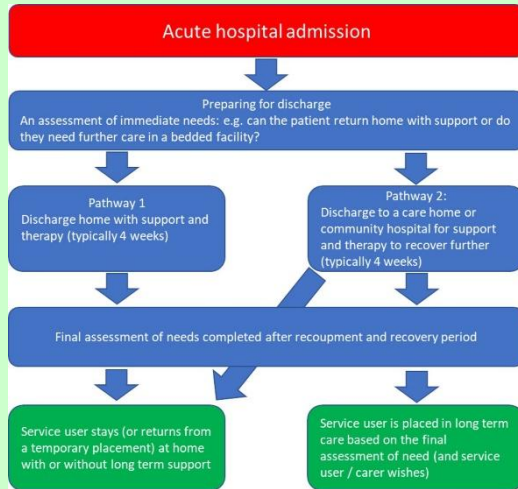 Acute hospital admission
Preparing for discharge
An assessment of immediate needs: e.g. can the patient return home with support or do
they need further care in a bedded facility?
Pathway 1
Discharge home with support and
therapy (typically 4 weeks)
Pathway 2:
Discharge to a care home or
community hospital for support
and therapy to recover further
(typically 4 weeks)
Final assessment of needs completed after recoupment and recovery period
Service user stays (or returns from
a temporary placement) at home
with or without long term support
Service user is placed in long term
care based on the final
assessment of need (and service
user / carer wishes)